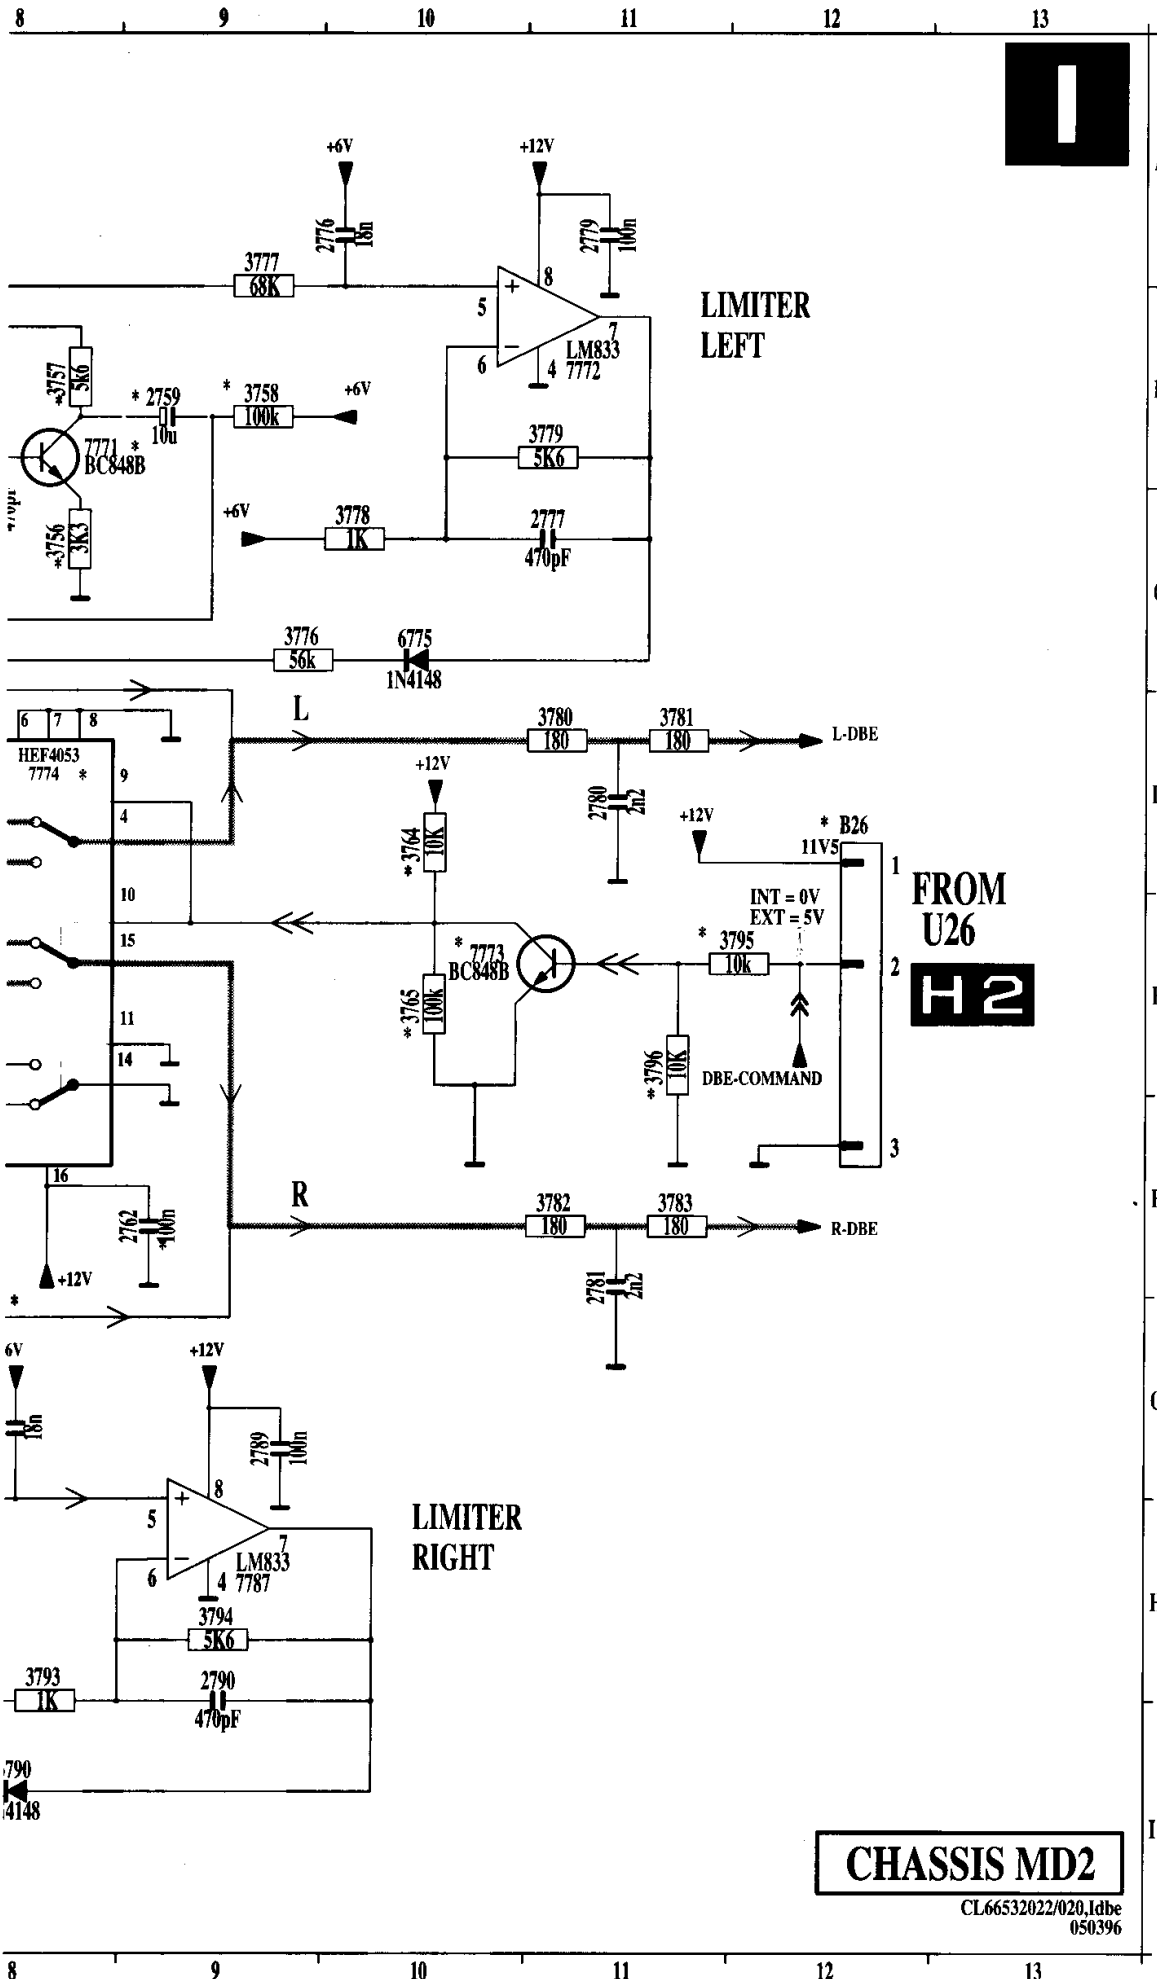 8 9 10 11 12 13
I
+6V
+12V
2776
18n
2779
100n
3777
68K
8
5
+
−
6
7
LM833
7772
4
LIMITER
LEFT
*3757
5k6
* 2759
10u
* 3758
100k
+6V
7771 *
BC848B
3779
5K6
+6V
3778
1K
2777
470pF
*3756
3K3
3776
56k
6775
1N4148
L
6 7 8
HEF4053
7774 *
9
4
10
15
11
14
16
3780
180
3781
180
L-DBE
2780
2n2
+12V
*3764
10K
+12V
* B26
11V5
1
FROM
U26
H2
INT = 0V
EXT = 5V
* 3795
10k
2
* 7773
BC848B
*3765
100k
*3796
10K
DBE-COMMAND
3
R
3782
180
3783
180
R-DBE
2781
2n2
2762
*100n
+12V
*
6V
+12V
18n
2789
100n
8
5
+
−
6
7
LM833
7787
4
LIMITER
RIGHT
3794
5K6
3793
1K
2790
470pF
790
4148
CHASSIS MD2
CL66532022/020,Idbe
050396
8 9 10 11 12 13